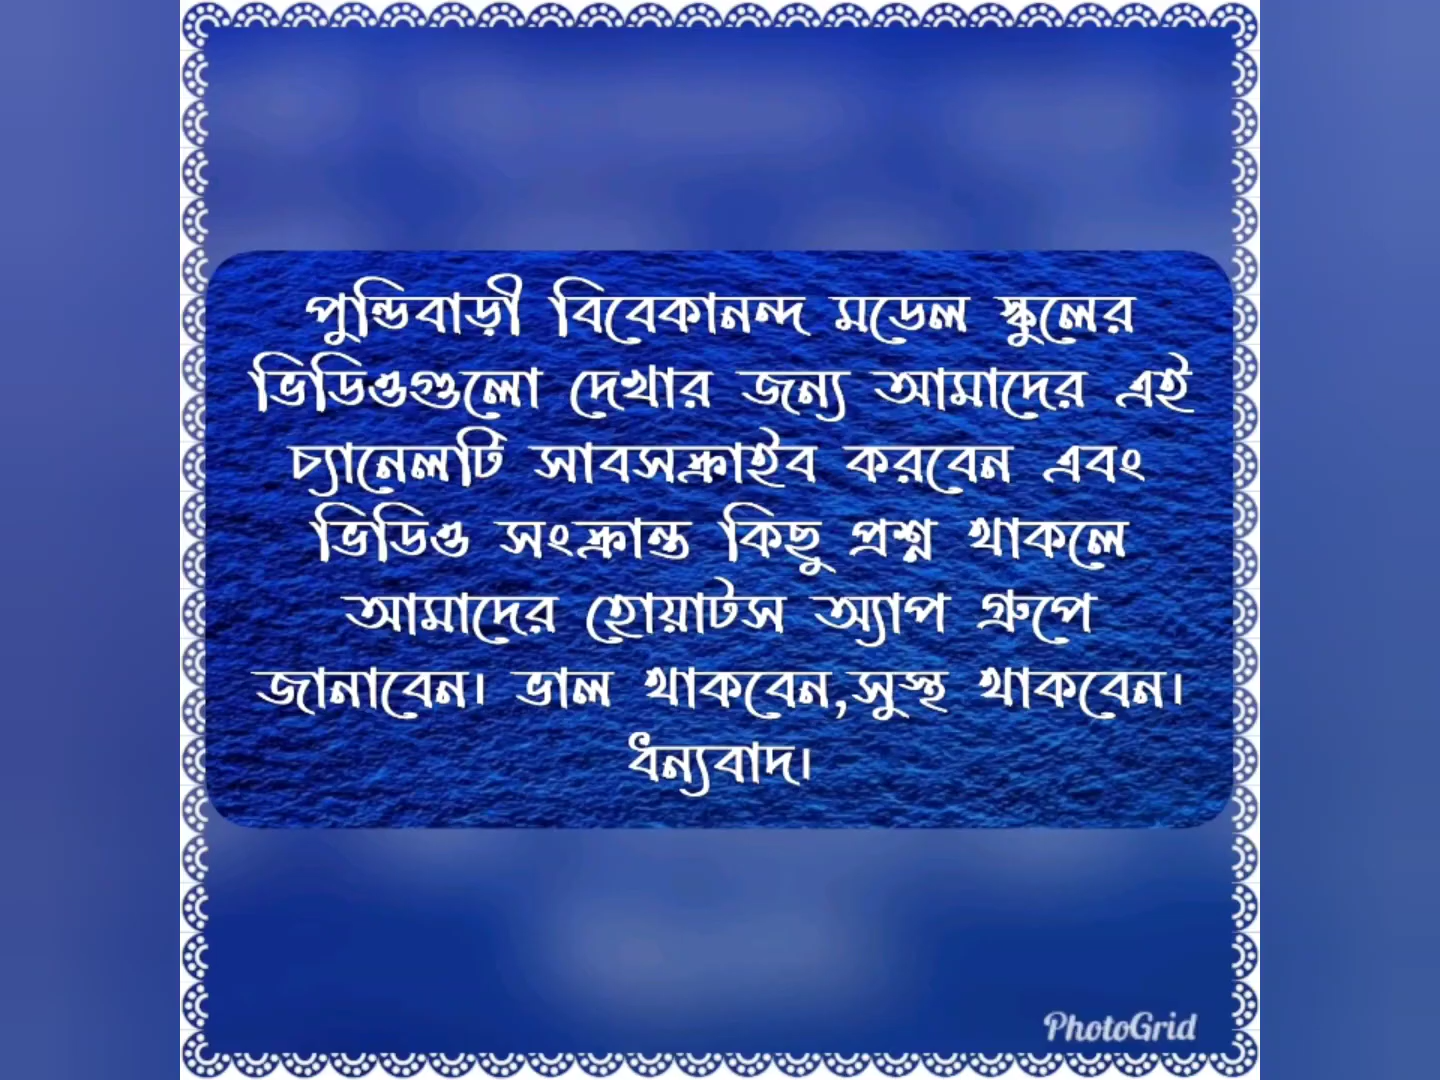 পুন্ডিবাড়ী বিবেকানন্দ মডেল স্কুলের
ভিডিওগুলো দেখার জন্য আমাদের এই
চ্যানেলটি সাবসক্রাইব করবেন এবং
ভিডিও সংক্রান্ত কিছু প্রশ্ন থাকলে
আমাদের হোয়াটস অ্যাপ গ্রুপে
জানাবেন। ভাল থাকবেন,সুস্থ থাকবেন।
ধন্যবাদ।
PhotoGrid